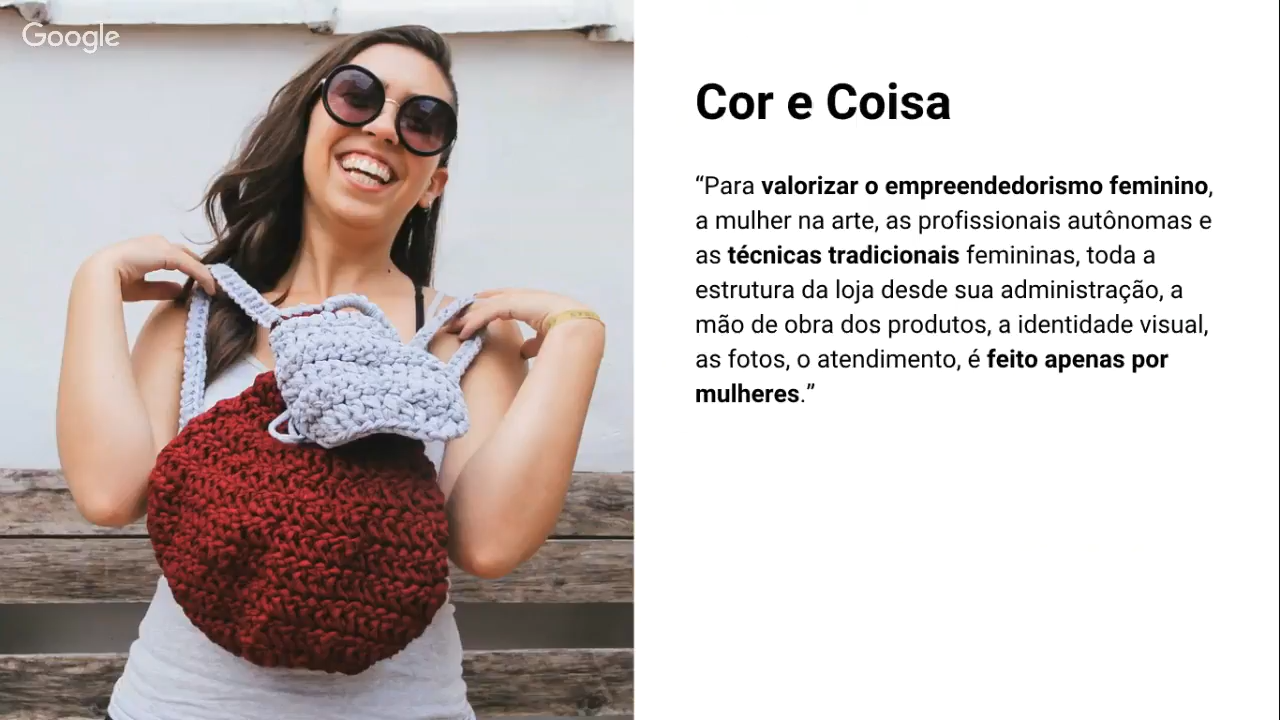 Google
Cor e Coisa
“Para valorizar o empreendedorismo feminino,
a mulher na arte, as profissionais autônomas e
as técnicas tradicionais femininas, toda a
estrutura da loja desde sua administração, a
mão de obra dos produtos, a identidade visual,
as fotos, o atendimento, é feito apenas por
mulheres.”